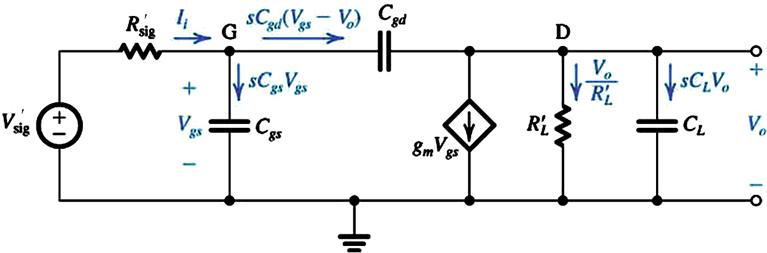 R'sig
Ii
G
sCgd(Vgs − Vo)
Cgd
D
V'sig
+
−
+
Vgs
−
sCgsVgs
Cgs
gmVgs
Vo
R'L
R'L
sCLVo
CL
+
Vo
−